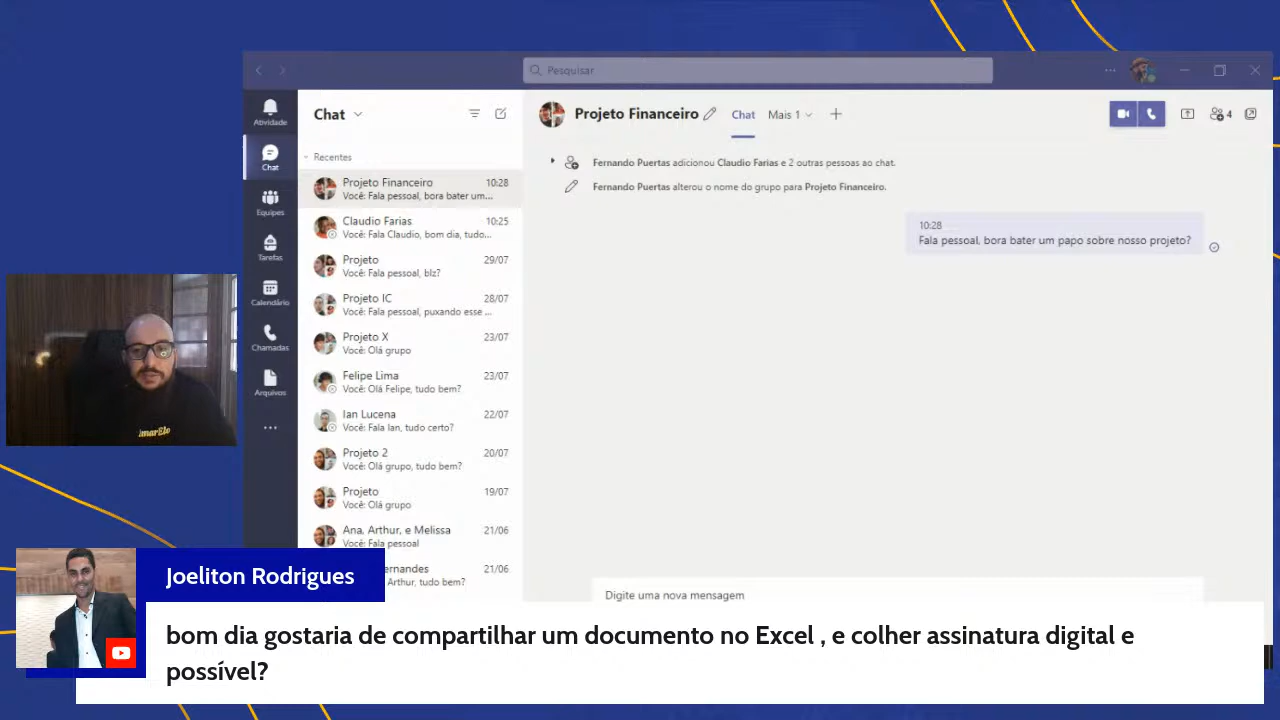 Pesquisar
Atividade
Chat
Equipes
Tarefas
Calendário
Chamadas
Arquivos
Chat
Recentes
Projeto Financeiro 10:28
Você: Fala pessoal, bora bater um...
Claudio Farias 10:25
Você: Fala Claudio, bom dia, tudo...
Projeto 29/07
Você: Fala pessoal, blz?
Projeto IC 28/07
Você: Fala pessoal, puxando esse ...
Projeto X 23/07
Você: Olá grupo
Felipe Lima 23/07
Você: Olá Felipe, tudo bem?
Ian Lucena 22/07
Você: Fala Ian, tudo certo?
Projeto 2 20/07
Você: Olá grupo, tudo bem?
Projeto 19/07
Você: Olá grupo
Ana, Arthur, e Melissa 21/06
Você: Fala pessoal
ernandes 21/06
Arthur, tudo bem?
Projeto Financeiro Chat Mais 1 4
Fernando Puertas adicionou Claudio Farias e 2 outras pessoas ao chat.
Fernando Puertas alterou o nome do grupo para Projeto Financeiro.
10:28
Fala pessoal, bora bater um papo sobre nosso projeto?
Digite uma nova mensagem
Joeliton Rodrigues
bom dia gostaria de compartilhar um documento no Excel , e colher assinatura digital e
possível?